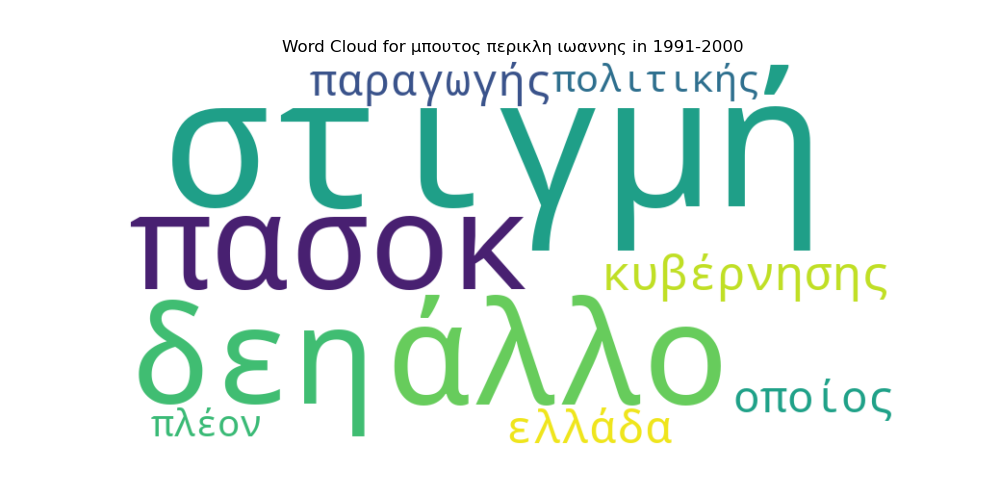 Word Cloud for μπουτος περικλη ιωαννης in 1991-2000
παραγωγής πολιτικής
στιγμή
πασοκ
κυβέρνησης
δεη άλλο
οποίος
πλέον ελλάδα